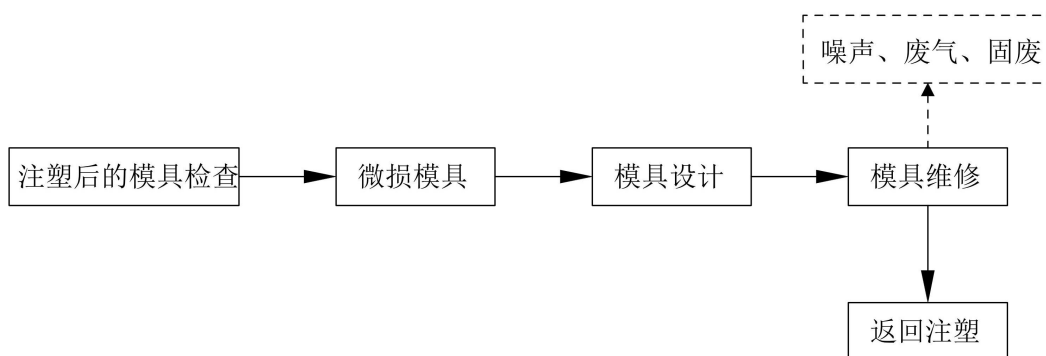 噪声、废气、固废
注塑后的模具检查
微损模具
模具设计
模具维修
返回注塑